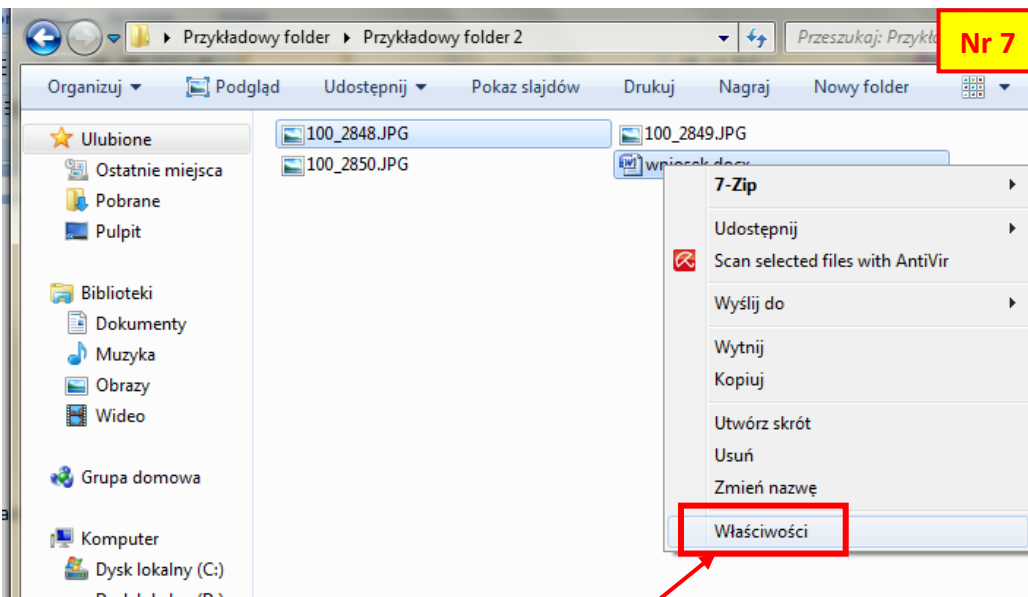 Przykładowy folder Przykładowy folder 2
Przeszukaj:
Nr 7
Organizuj Podgląd Udostępnij Pokaz slajdów Drukuj Nagraj Nowy folder
Ulubione
Ostatnie miejsca
Pobrane
Pulpit
Biblioteki
Dokumenty
Muzyka
Obrazy
Wideo
Grupa domowa
Komputer
Dysk lokalny (C:)
100_2848.JPG 100_2849.JPG
100_2850.JPG wniosek.docx
7-Zip
Udostępnij
Scan selected files with AntiVir
Wyślij do
Wytnij
Kopiuj
Utwórz skrót
Usuń
Zmień nazwę
Właściwości